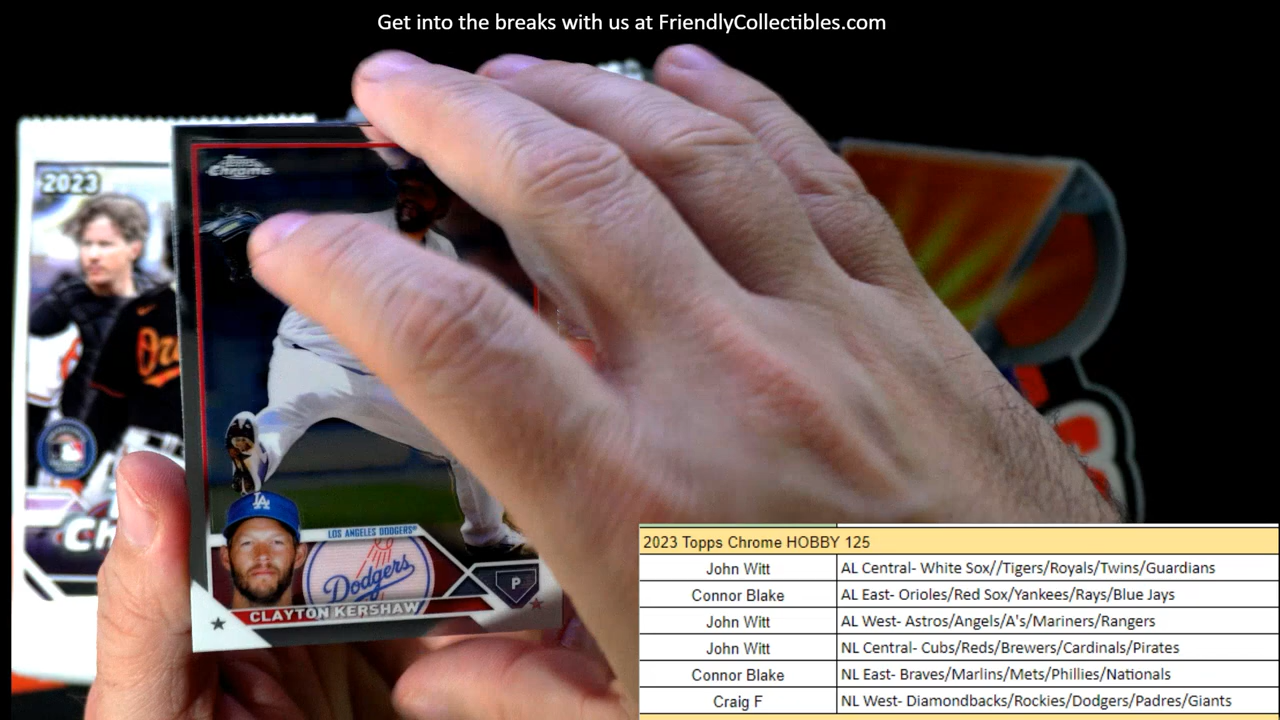 Get into the breaks with us at FriendlyCollectibles.com
2023
Topps
Chrome
Ori
Ch
LA
LOS ANGELES DODGERS®
Dodgers
P
CLAYTON KERSHAW
2023 Topps Chrome HOBBY 125
John Witt AL Central- White Sox//Tigers/Royals/Twins/Guardians
Connor Blake AL East- Orioles/Red Sox/Yankees/Rays/Blue Jays
John Witt AL West- Astros/Angels/A's/Mariners/Rangers
John Witt NL Central- Cubs/Reds/Brewers/Cardinals/Pirates
Connor Blake NL East- Braves/Marlins/Mets/Phillies/Nationals
Craig F NL West- Diamondbacks/Rockies/Dodgers/Padres/Giants